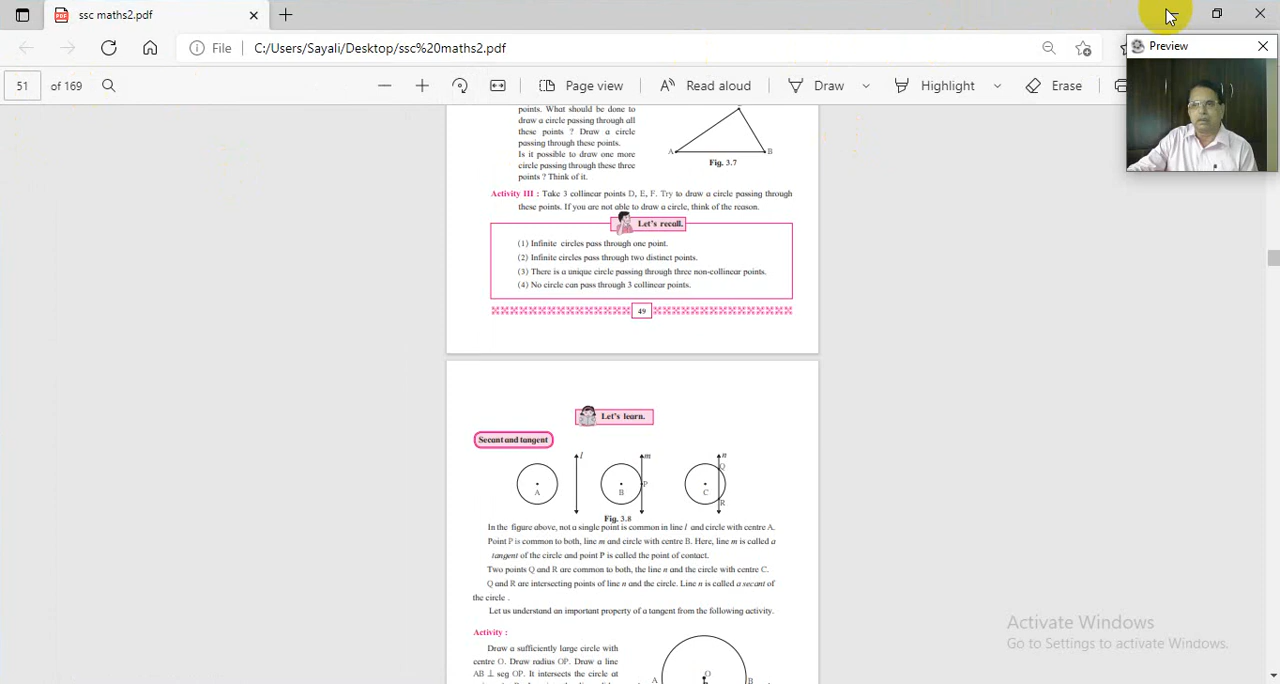 ssc maths2.pdf
File C:/Users/Sayali/Desktop/ssc%20maths2.pdf
Preview
51 of 169
Page view
Read aloud
Draw
Highlight
Erase
points. What should be done to
draw a circle passing through all
these points ? Draw a circle
passing through these points.
Is it possible to draw one more
circle passing through these three
points ? Think of it.
A B
Fig. 3.7
Activity III : Take 3 collinear points D, E, F. Try to draw a circle passing through
these points. If you are not able to draw a circle, think of the reason.
Let's recall.
(1) Infinite circles pass through one point.
(2) Infinite circles pass through two distinct points.
(3) There is a unique circle passing through three non-collinear points.
(4) No circle can pass through 3 collinear points.
49
Let's learn.
Secant and tangent
l m n
Q
A B P C
R
Fig. 3.8
In the figure above, not a single point is common in line l and circle with centre A.
Point P is common to both, line m and circle with centre B. Here, line m is called a
tangent of the circle and point P is called the point of contact.
Two points Q and R are common to both, the line n and the circle with centre C.
Q and R are intersecting points of line n and the circle. Line n is called a secant of
the circle .
Let us understand an important property of a tangent from the following activity.
Activity :
Draw a sufficiently large circle with
centre O. Draw radius OP. Draw a line
AB ⊥ seg OP. It intersects the circle at
O
A B
Activate Windows
Go to Settings to activate Windows.